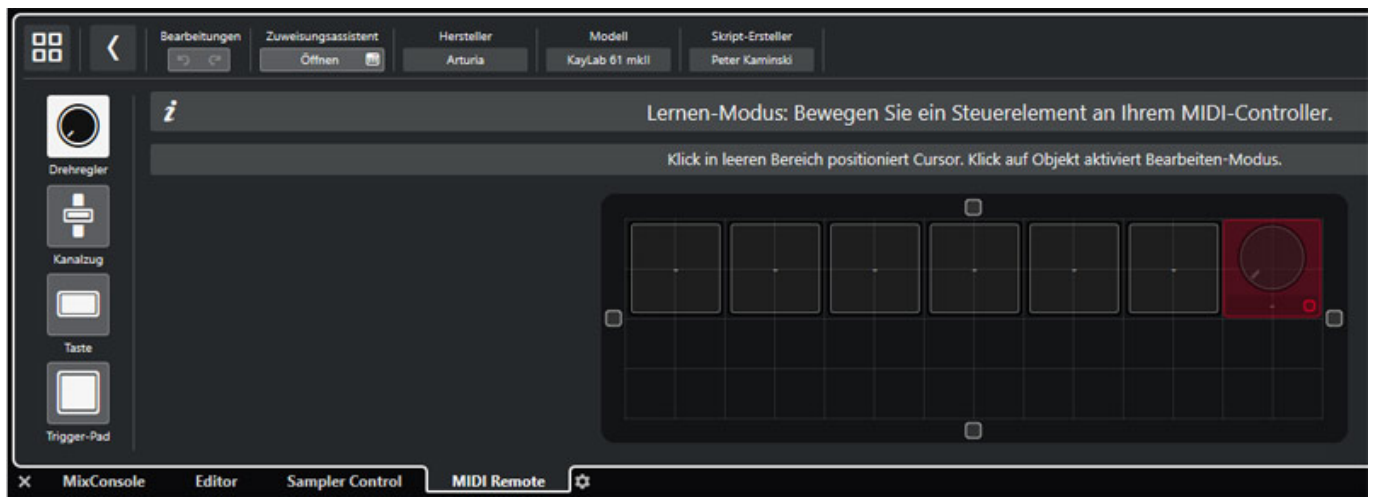 Bearbeitungen
Zuweisungsassistent
Öffnen
Hersteller
Arturia
Modell
KayLab 61 mkII
Skript-Ersteller
Peter Kaminski
Drehregler
Kanalzug
Taste
Trigger-Pad
i Lernen-Modus: Bewegen Sie ein Steuerelement an Ihrem MIDI-Controller.
Klick in leeren Bereich positioniert Cursor. Klick auf Objekt aktiviert Bearbeiten-Modus.
MixConsole Editor Sampler Control MIDI Remote